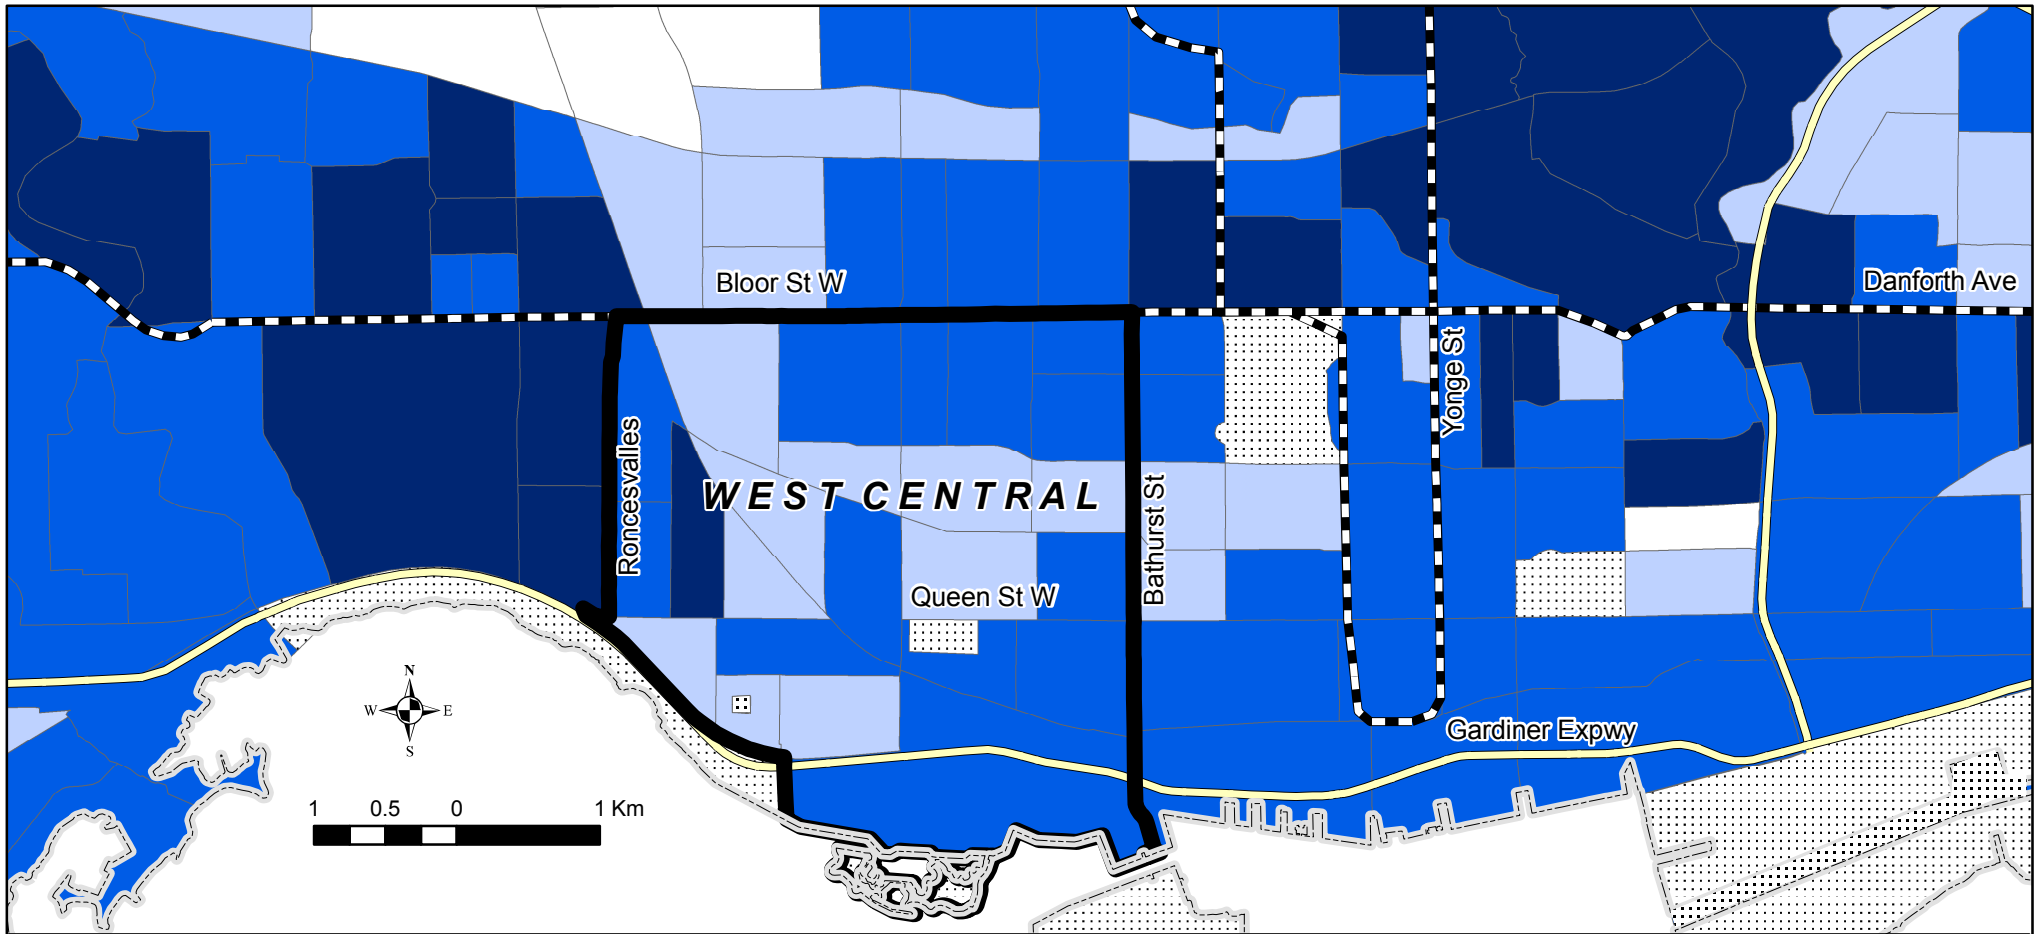 Bloor St W
Danforth Ave
Yonge St
Roncesvalles
WEST CENTRAL
Bathurst St
Queen St W
N
W E
S
Gardiner Expwy
1 0.5 0 1 Km